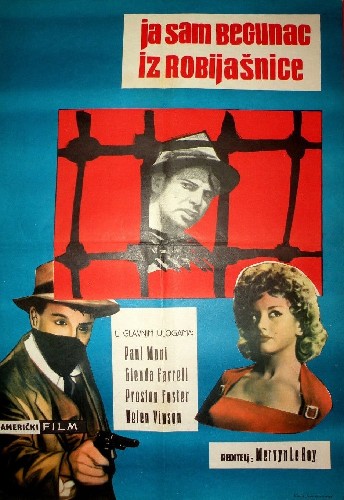 ja sam BEGUNAC
iz ROBIJAŠNICE
U GLAVNIM ULOGAMA:
Paul Muni
Glenda Farrell
Preston Foster
Helen Vinson
AMERIČKI FILM
REDITELJ: Mervyn Le Roy